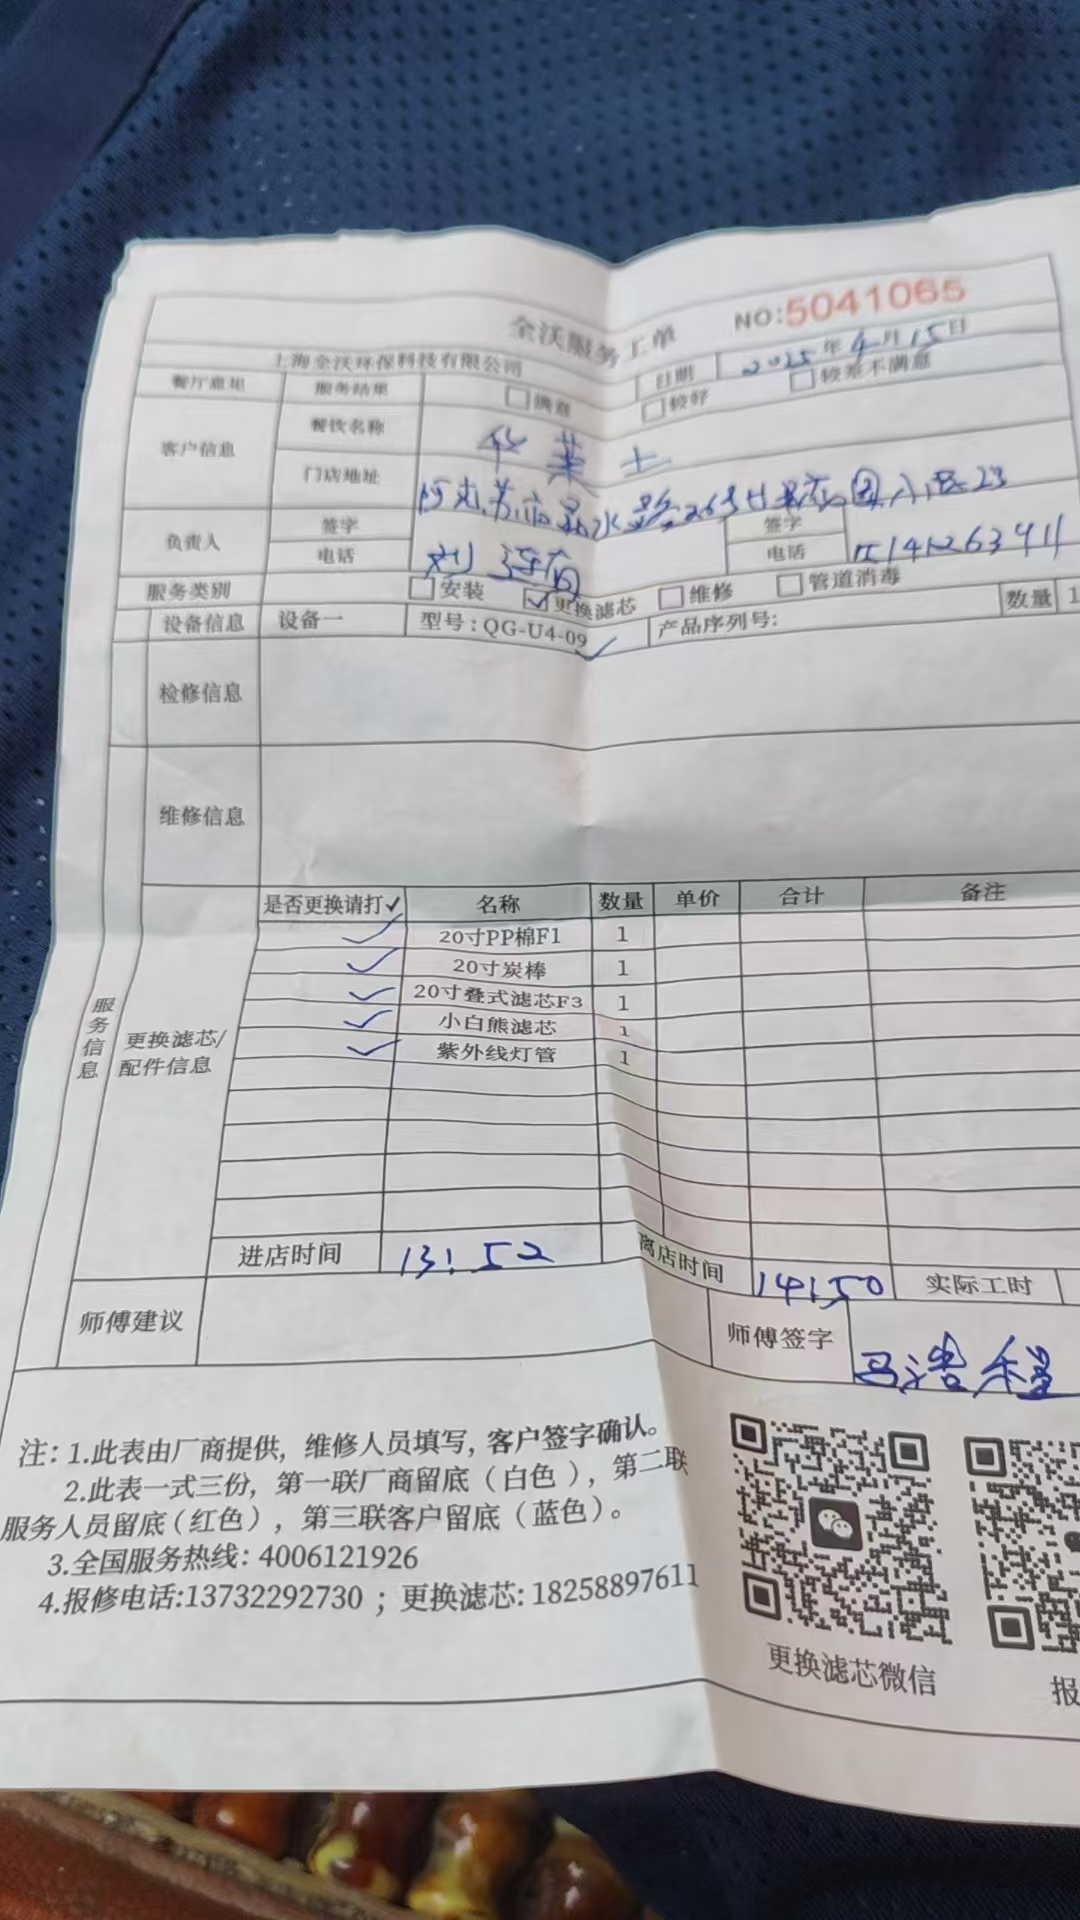 全沃服务工单 NO:5041065
上海全沃环保科技有限公司 日期 2025年4月15日
餐厅意见 服务结果 满意 较好 较差不满意
客户信息 餐饮名称 华莱士
门店地址 阿克苏市晶水路26号
负责人 签字 签字
电话 电话
服务类别 安装 ✓更换滤芯 维修 管道消毒
设备信息 设备一 型号:QG-U4-09 ✓ 产品序列号: 数量 1
检修信息
维修信息
服务信息
更换滤芯/配件信息
是否更换请打✓ 名称 数量 单价 合计 备注
✓ 20寸PP棉F1 1
✓ 20寸炭棒 1
✓ 20寸叠式滤芯F3 1
✓ 小白熊滤芯 1
✓ 紫外线灯管 1
进店时间 13:52 离店时间 14:50 实际工时
师傅建议 师傅签字 马浩程
注: 1.此表由厂商提供, 维修人员填写, 客户签字确认。
2.此表一式三份, 第一联厂商留底(白色), 第二联
服务人员留底(红色), 第三联客户留底(蓝色)。
3.全国服务热线: 4006121926
4.报修电话:13732292730 ; 更换滤芯: 18258897611
更换滤芯微信 报